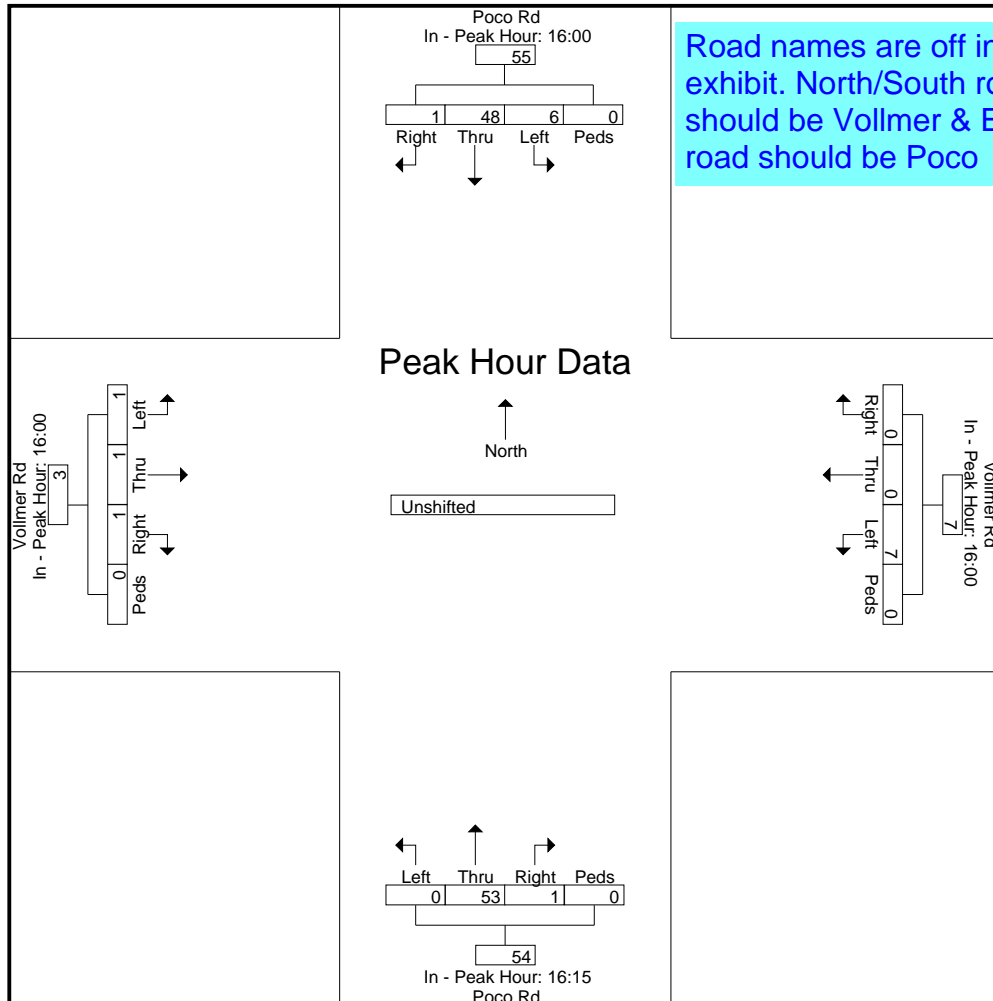 Poco Rd
In - Peak Hour: 16:00
55
1 48 6 0
Right Thru Left Peds
Road names are off
exhibit. North/South
should be Vollmer &
road should be Poco
Peak Hour Data
North
Unshifted
Vollmer Rd
In - Peak Hour: 16:00
3
1 1 1 0
Left Thru Right Peds
Vollmer Rd
In - Peak Hour: 16:00
7
0 0 7 0
Right Thru Left Peds
Left Thru Right Peds
0 53 1 0
54
In - Peak Hour: 16:15
Poco Rd